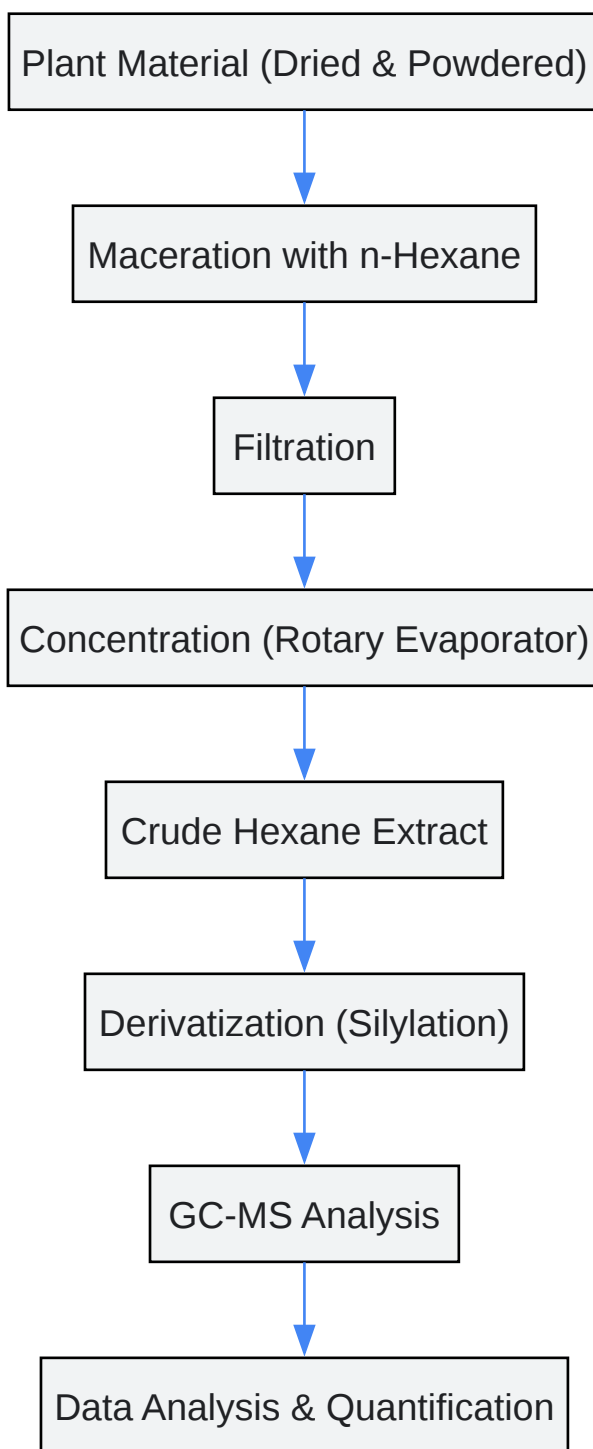 Plant Material (Dried & Powdered)
Maceration with n-Hexane
Filtration
Concentration (Rotary Evaporator)
Crude Hexane Extract
Derivatization (Silylation)
GC-MS Analysis
Data Analysis & Quantification